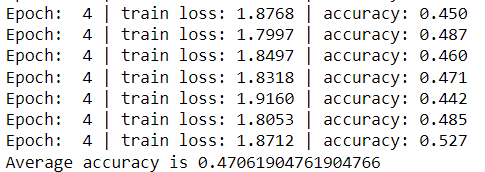 Epoch:  4 | train loss: 1.8768 | accuracy: 0.450
Epoch:  4 | train loss: 1.7997 | accuracy: 0.487
Epoch:  4 | train loss: 1.8497 | accuracy: 0.460
Epoch:  4 | train loss: 1.8318 | accuracy: 0.471
Epoch:  4 | train loss: 1.9160 | accuracy: 0.442
Epoch:  4 | train loss: 1.8053 | accuracy: 0.485
Epoch:  4 | train loss: 1.8712 | accuracy: 0.527
Average accuracy is 0.47061904761904766